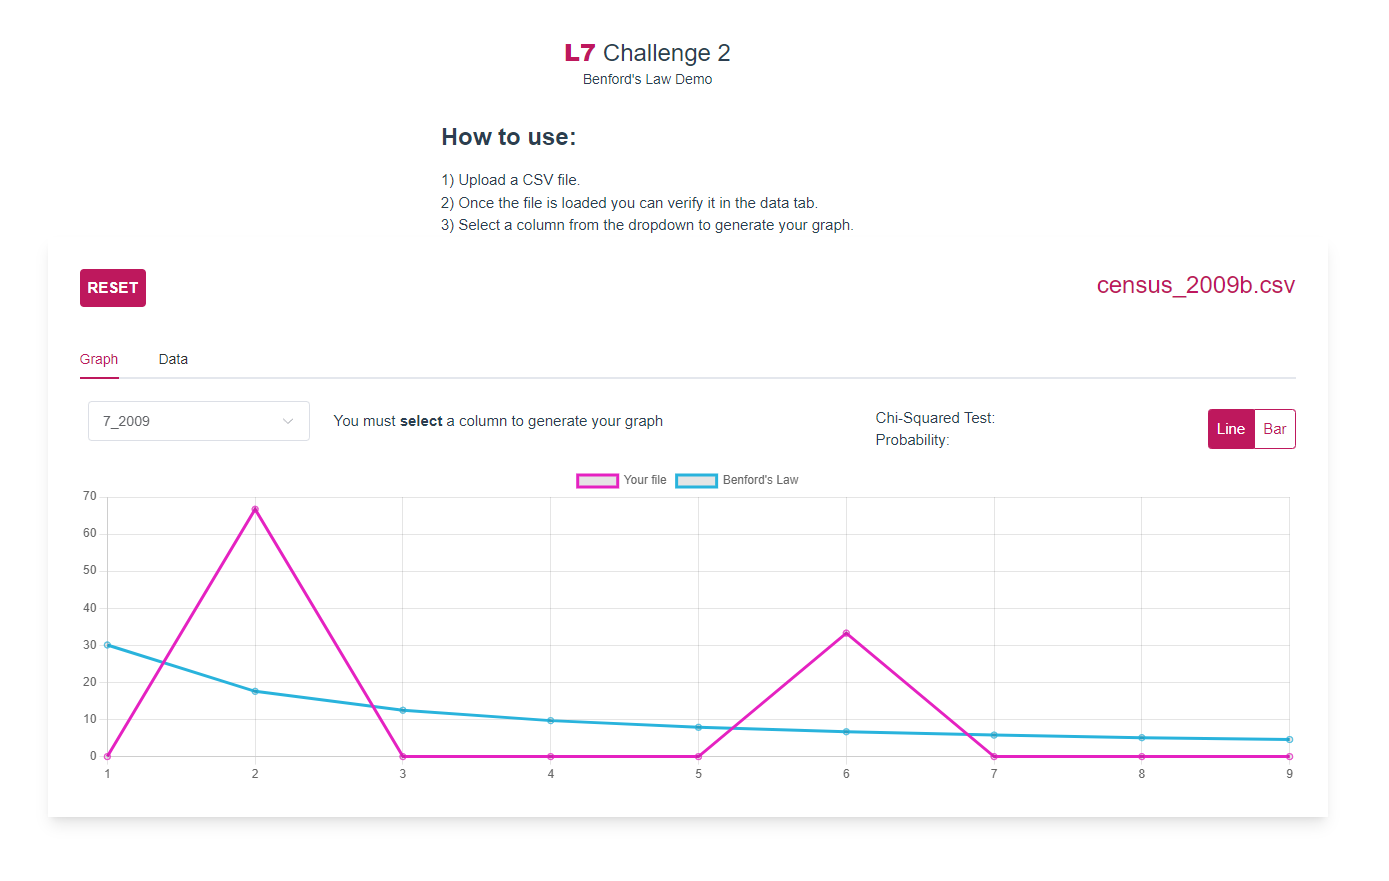 L7 Challenge 2
Benford's Law Demo
How to use:
1) Upload a CSV file.
2) Once the file is loaded you can verify it in the data tab.
3) Select a column from the dropdown to generate your graph.
RESET
census_2009b.csv
Graph Data
7_2009
You must select a column to generate your graph
Chi-Squared Test:
Probability:
Line Bar
Your file Benford's Law
70
60
50
40
30
20
10
0
1 2 3 4 5 6 7 8 9